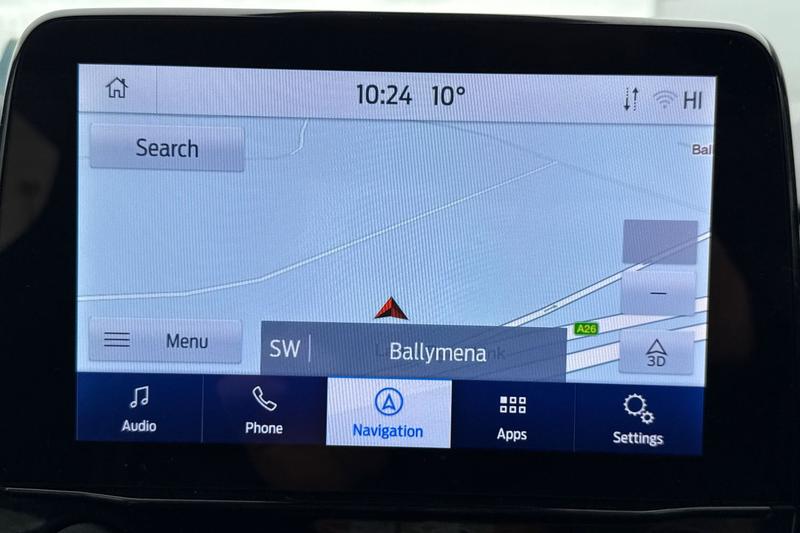 10:24 10° HI
Search
Bal
A26
Menu
SW Ballymena
3D
Audio
Phone
Navigation
Apps
Settings